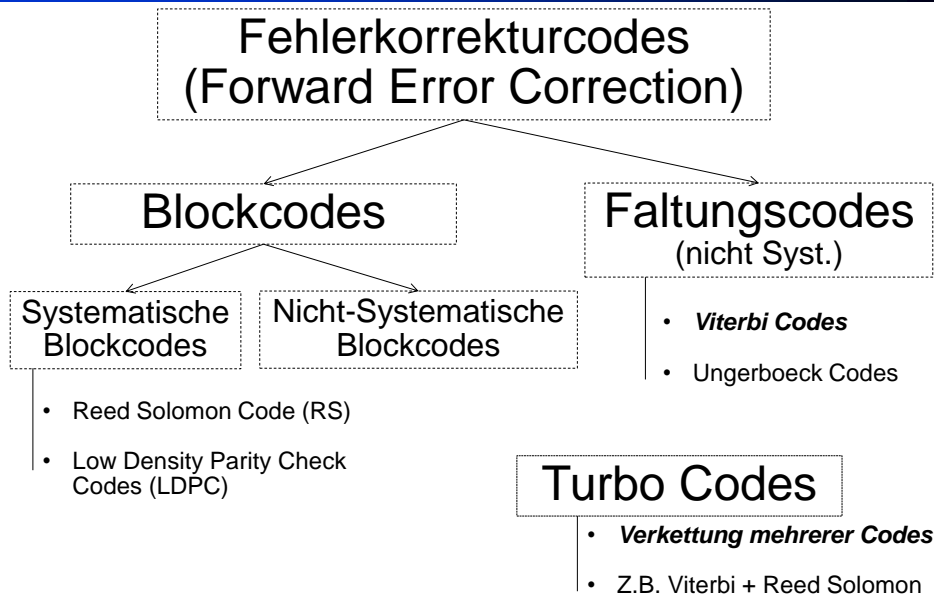 Fehlerkorrekturcodes
(Forward Error Correction)
Blockcodes
Faltungscodes
(nicht Syst.)
Systematische
Blockcodes
Nicht-Systematische
Blockcodes
• Viterbi Codes
• Ungerboeck Codes
• Reed Solomon Code (RS)
• Low Density Parity Check
Codes (LDPC)
Turbo Codes
• Verkettung mehrerer Codes
• Z.B. Viterbi + Reed Solomon